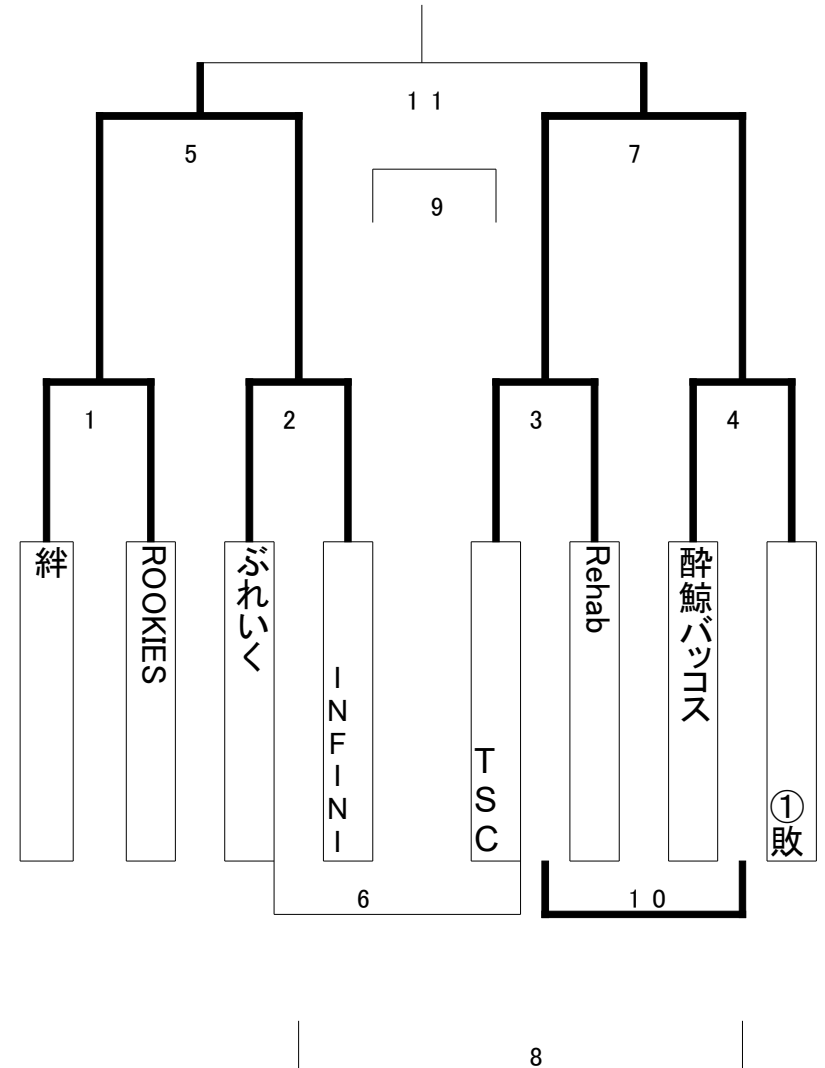 １１
５
７
９
１
２
３
４
絆
ROOKIES
ぶれいく
ＩＮＦＩＮＩ
ＴＳＣ
Rehab
酔鯨バッコス
①敗
６
１０
８